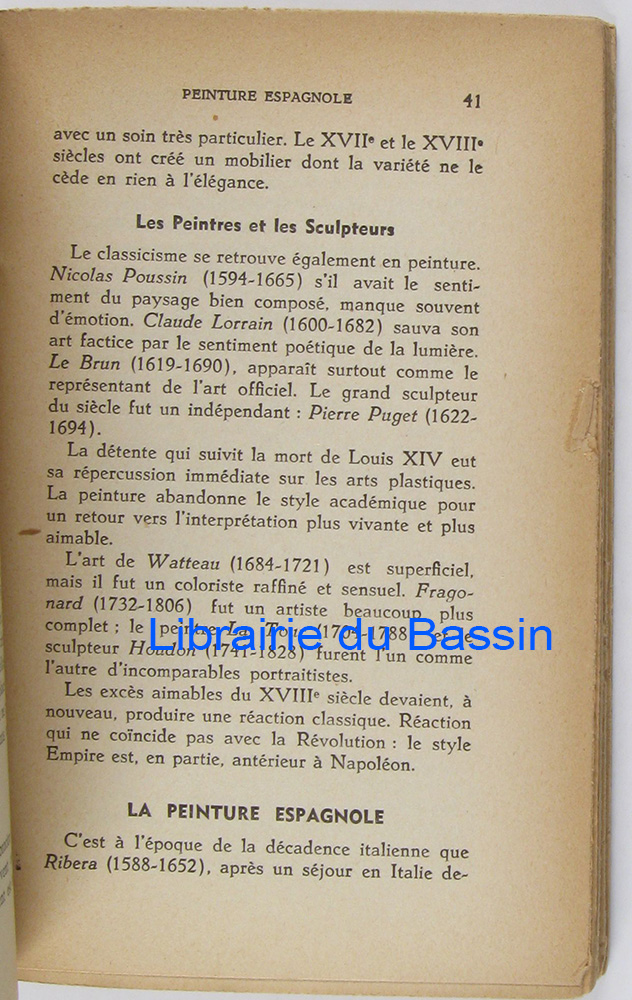 PEINTURE ESPAGNOLE 41
avec un soin très particulier. Le XVIIe et le XVIIIe
siècles ont créé un mobilier dont la variété ne le
cède en rien à l'élégance.
Les Peintres et les Sculpteurs
Le classicisme se retrouve également en peinture.
Nicolas Poussin (1594-1665) s'il avait le senti-
ment du paysage bien composé, manque souvent
d'émotion. Claude Lorrain (1600-1682) sauva son
art factice par le sentiment poétique de la lumière.
Le Brun (1619-1690), apparaît surtout comme le
représentant de l'art officiel. Le grand sculpteur
du siècle fut un indépendant : Pierre Puget (1622-
1694).
La détente qui suivit la mort de Louis XIV eut
sa répercussion immédiate sur les arts plastiques.
La peinture abandonne le style académique pour
un retour vers l'interprétation plus vivante et plus
aimable.
L'art de Watteau (1684-1721) est superficiel,
mais il fut un coloriste raffiné et sensuel. Frago-
nard (1732-1806) fut un artiste beaucoup plus
complet ; le peintre La Tour (1704-1788) et le
Librairie du Bassin
sculpteur Houdon (1741-1828) furent l'un comme
l'autre d'incomparables portraitistes.
Les excès aimables du XVIIIe siècle devaient, à
nouveau, produire une réaction classique. Réaction
qui ne coïncide pas avec la Révolution : le style
Empire est, en partie, antérieur à Napoléon.
LA PEINTURE ESPAGNOLE
C'est à l'époque de la décadence italienne que
Ribera (1588-1652), après un séjour en Italie de-